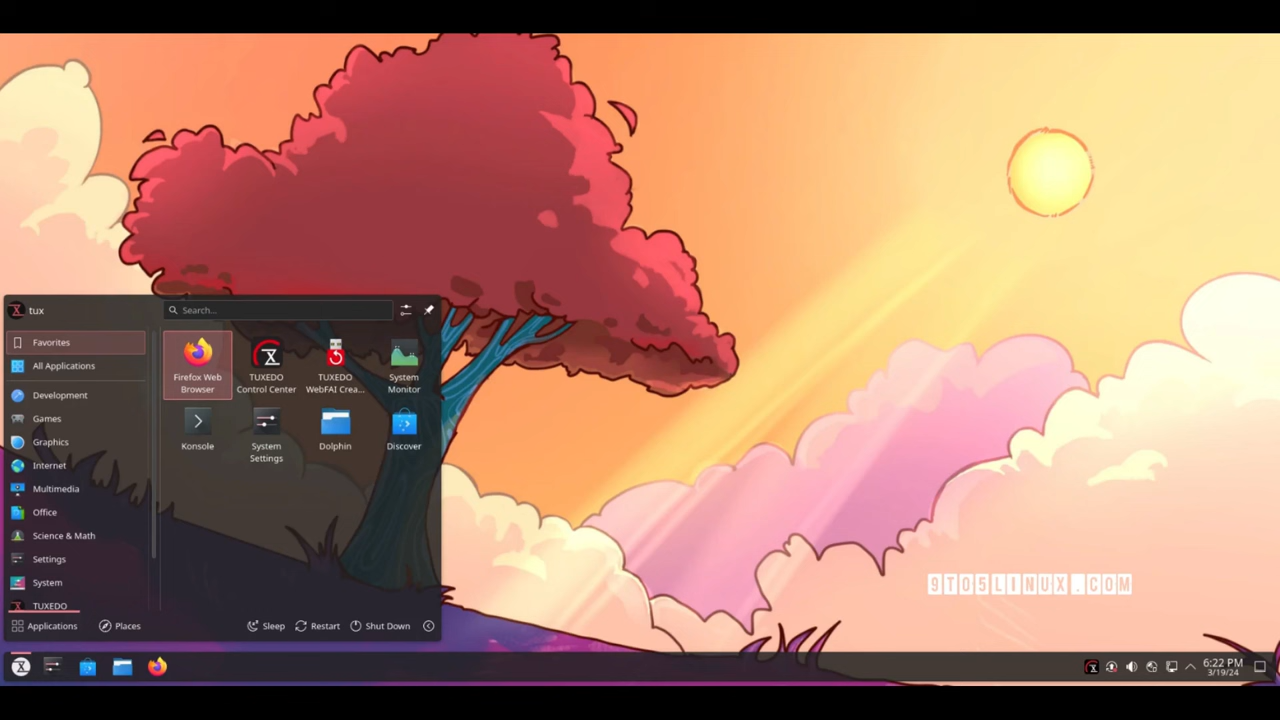 tux
Search...
Favorites
All Applications
Development
Games
Graphics
Internet
Multimedia
Office
Science & Math
Settings
System
TUXEDO
Firefox Web
Browser
TUXEDO
Control Center
TUXEDO
WebFAI Crea...
System
Monitor
Konsole
System
Settings
Dolphin
Discover
Applications
Places
Sleep
Restart
Shut Down
9TO5LINUX.COM
6:22 PM
3/19/24